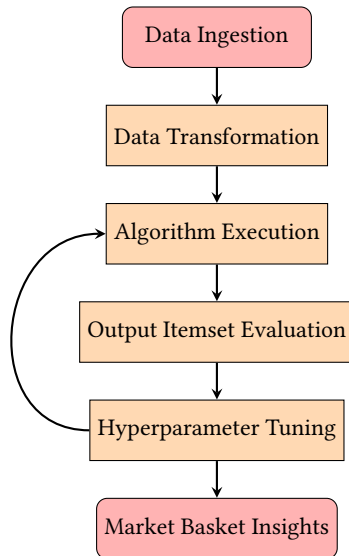 Data Ingestion
Data Transformation
Algorithm Execution
Output Itemset Evaluation
Hyperparameter Tuning
Market Basket Insights